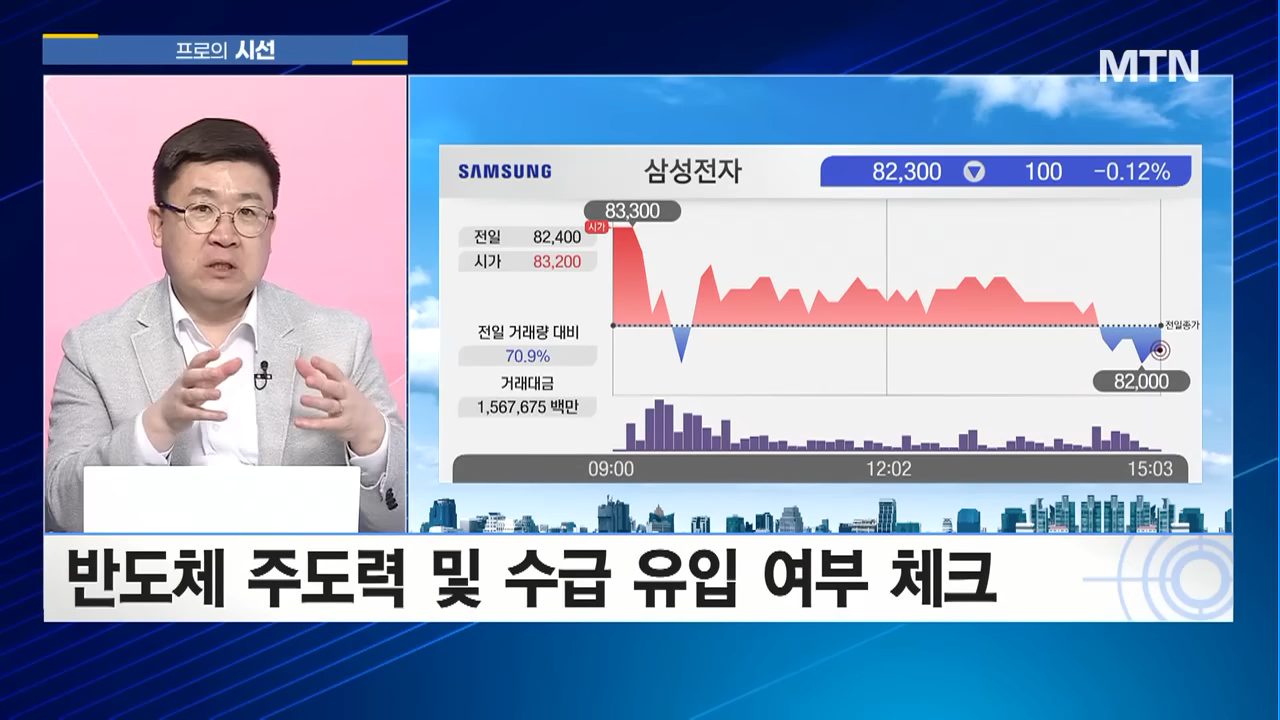 프로의 시선
MTN
SAMSUNG 삼성전자 82,300 ▼ 100 -0.12%
83,300
시가
전일 82,400
시가 83,200
전일종가
전일 거래량 대비
70.9%
거래대금
82,000
1,567,675 백만
09:00 12:02 15:03
반도체 주도력 및 수급 유입 여부 체크